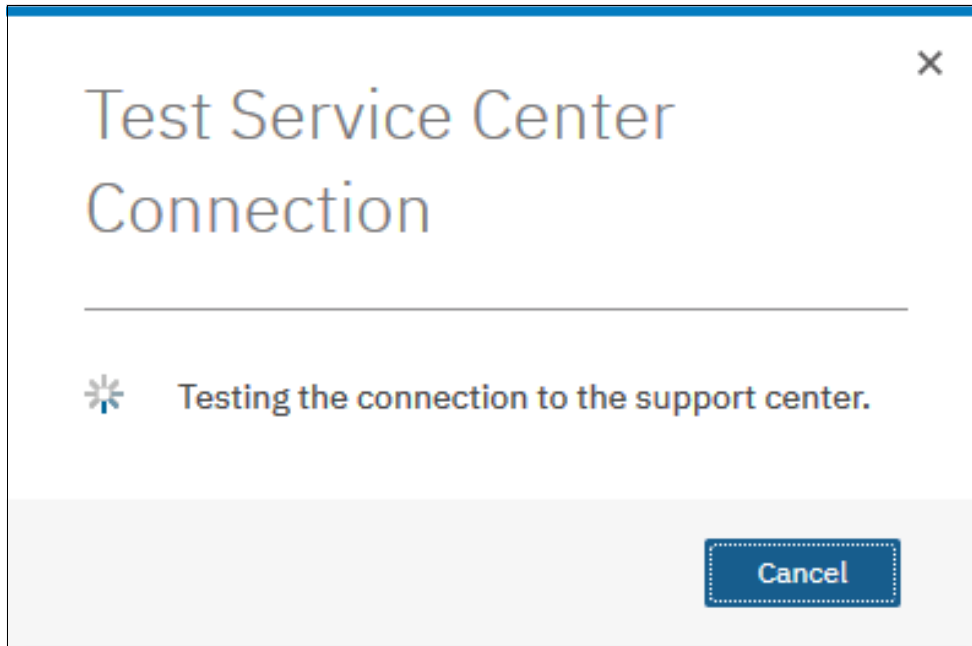 Test Service Center
Connection
Testing the connection to the support center.
Cancel